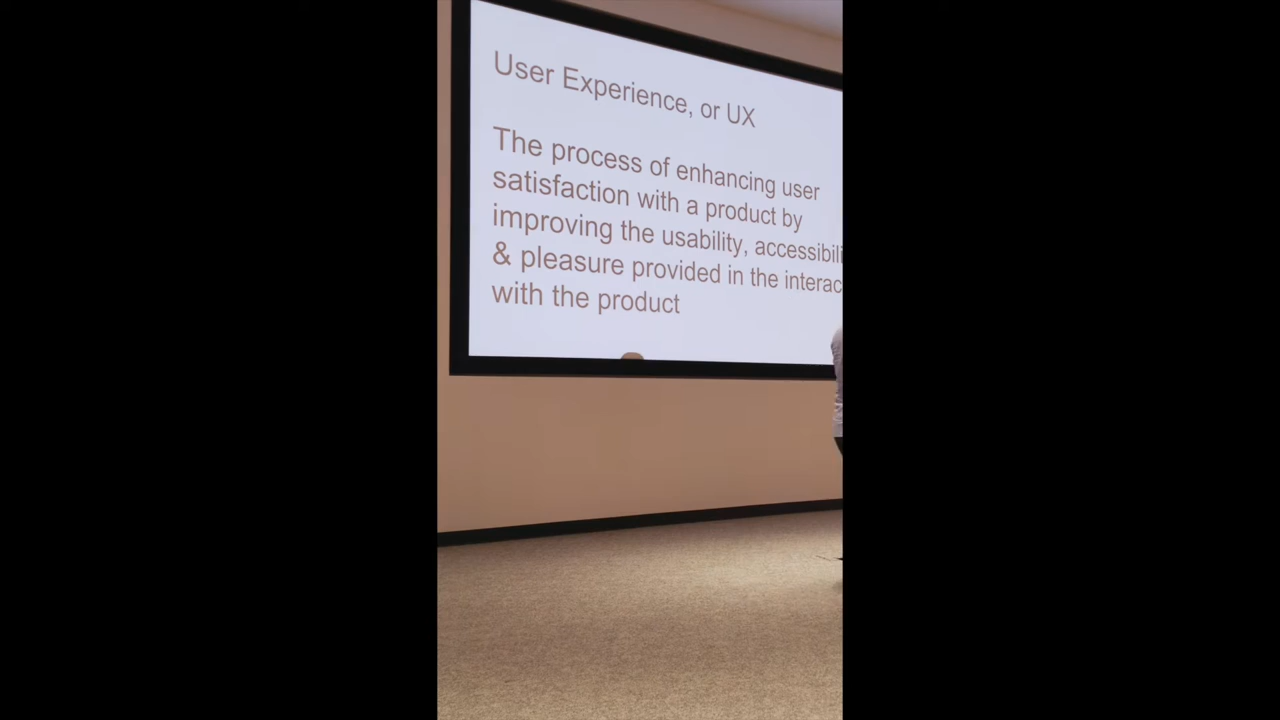 User Experience, or UX
The process of enhancing user
satisfaction with a product by
improving the usability, accessibili
& pleasure provided in the interac
with the product